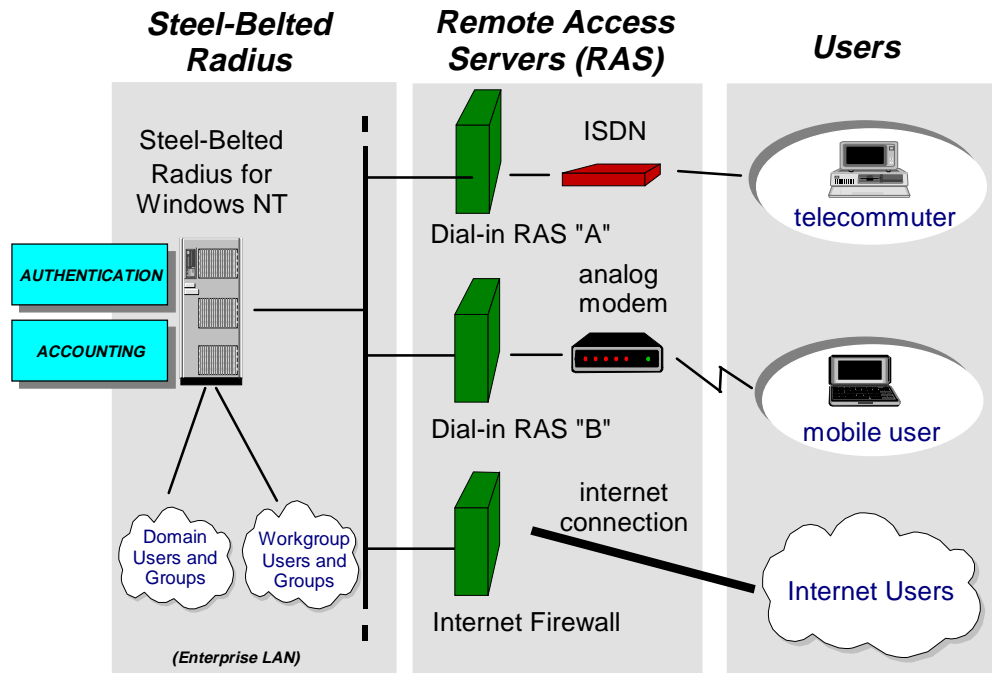 Steel-Belted
Radius
Remote Access
Servers (RAS)
Users
Steel-Belted
Radius for
Windows NT
AUTHENTICATION
ACCOUNTING
Domain
Users and
Groups
Workgroup
Users and
Groups
(Enterprise LAN)
ISDN
Dial-in RAS "A"
analog
modem
Dial-in RAS "B"
internet
connection
Internet Firewall
telecommuter
mobile user
Internet Users